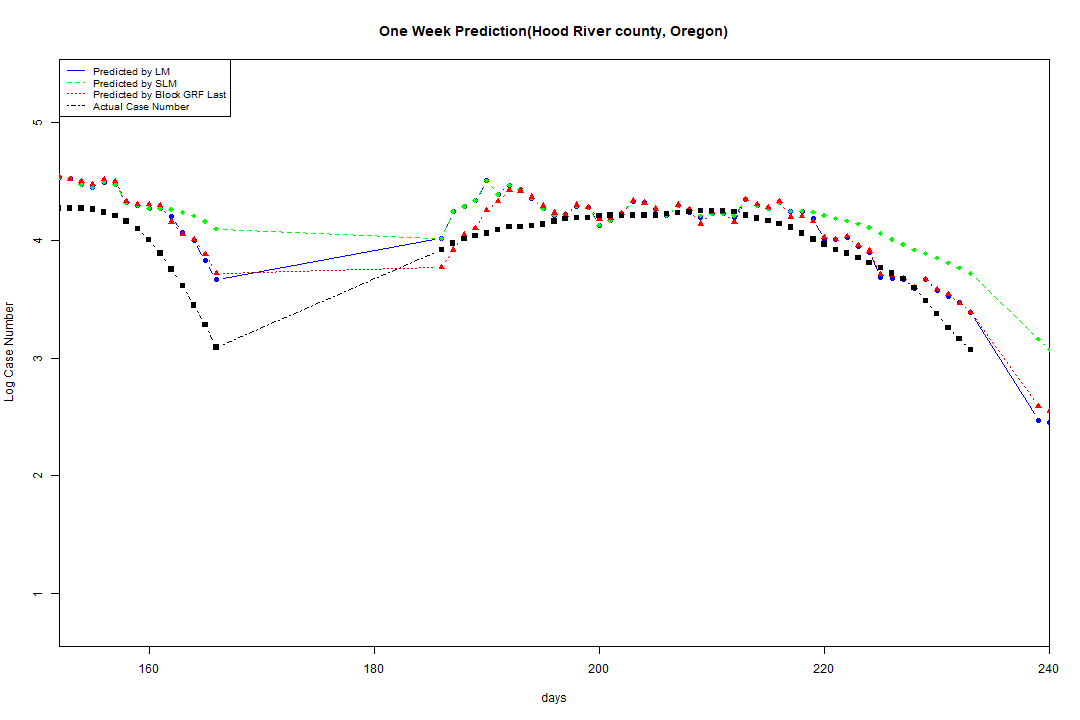 One Week Prediction(Hood River county, Oregon)
Predicted by LM
Predicted by SLM
Predicted by Block GRF Last
Actual Case Number
5
4
3
2
1
Log Case Number
160 180 200 220 240
days